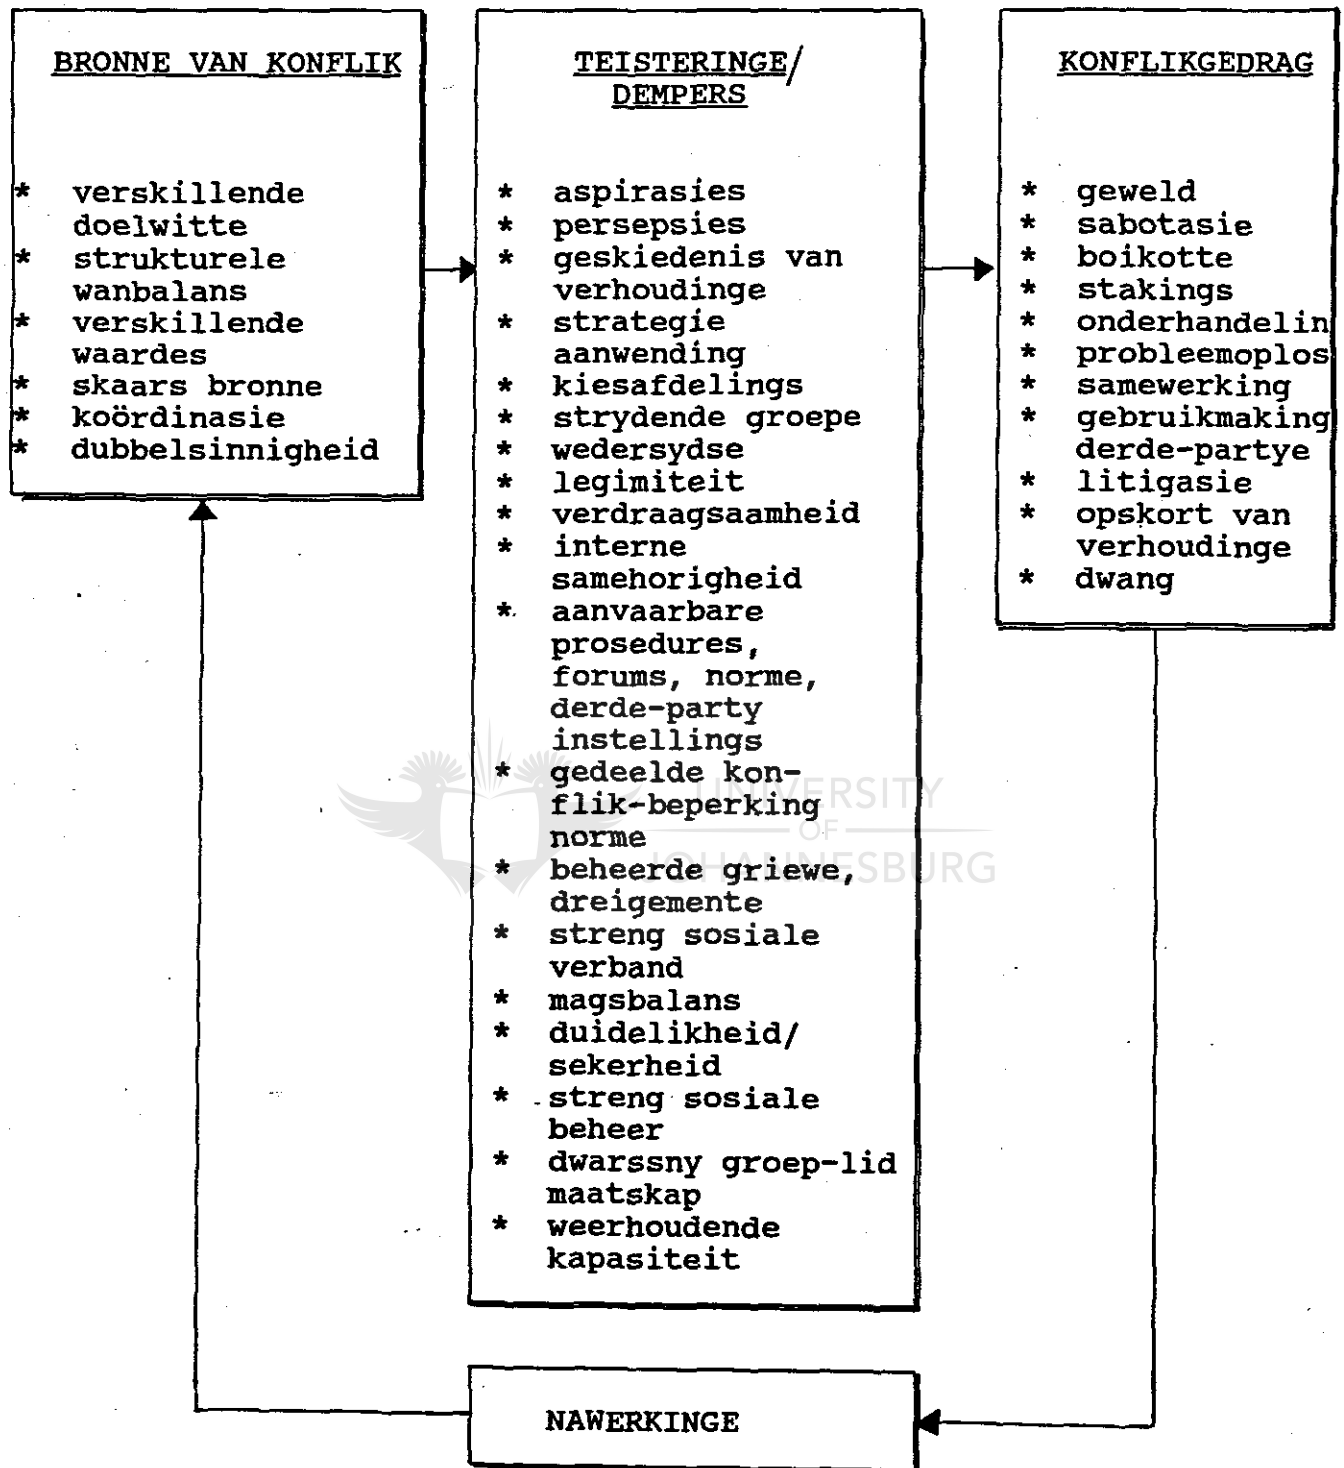 BRONNE VAN KONFLIK
* verskillende
doelwitte
* strukturele
wanbalans
* verskillende
waardes
* skaars bronne
* koördinasie
* dubbelsinnigheid
TEISTERINGE/
DEMPERS
* aspirasies
* persepsies
* geskiedenis van
verhoudinge
* strategie
aanwending
* kiesafdelings
* strydende groepe
* wedersydse
* legimiteit
* verdraagsaamheid
* interne
samehorigheid
* aanvaarbare
prosedures,
forums, norme,
derde-party
instellings
* gedeelde kon-
flik-beperking
norme
* beheerde griewe,
dreigemente
* streng sosiale
verband
* magsbalans
* duidelikheid/
sekerheid
* streng sosiale
beheer
* dwarssny groep-lid
maatskap
* weerhoudende
kapasiteit
KONFLIKGEDRAG
* geweld
* sabotasie
* boikotte
* stakings
* onderhandelin
* probleemoplos
* samewerking
* gebruikmaking
derde-partye
* litigasie
* opskort van
verhoudinge
* dwang
NAWERKINGE
UNIVERSITY
OF
JOHANNESBURG